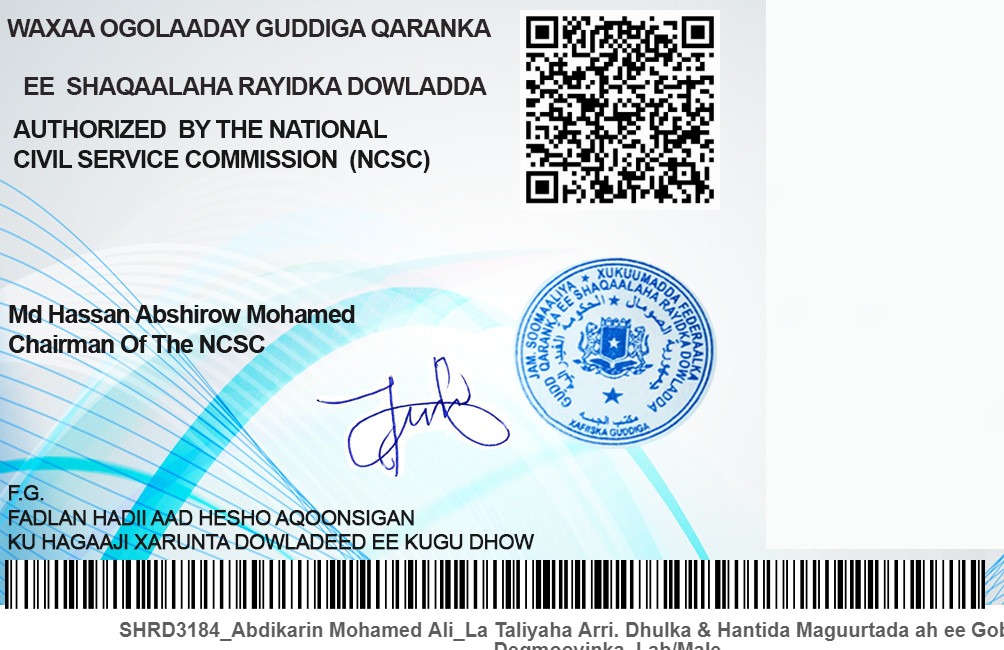 WAXAA OGOLAADAY GUDDIGA QARANKA
EE SHAQAALAHA RAYIDKA DOWLADDA
AUTHORIZED BY THE NATIONAL
CIVIL SERVICE COMMISSION (NCSC)
Md Hassan Abshirow Mohamed
Chairman Of The NCSC
JAM. SOOMAALIYA ★ XUKUUMADDA FEDERAALKA
GUDD QARANKA EE SHAQAALAHA RAYIDKA DOWLADDA
مكتب
XAFIISKA GUDDIGA
F.G.
FADLAN HADII AAD HESHO AQOONSIGAN
KU HAGAAJI XARUNTA DOWLADEED EE KUGU DHOW
SHRD3184_Abdikarin Mohamed Ali_La Taliyaha Arri. Dhulka & Hantida Maguurtada ah ee Gob
Degmooyinka_Lab/Male